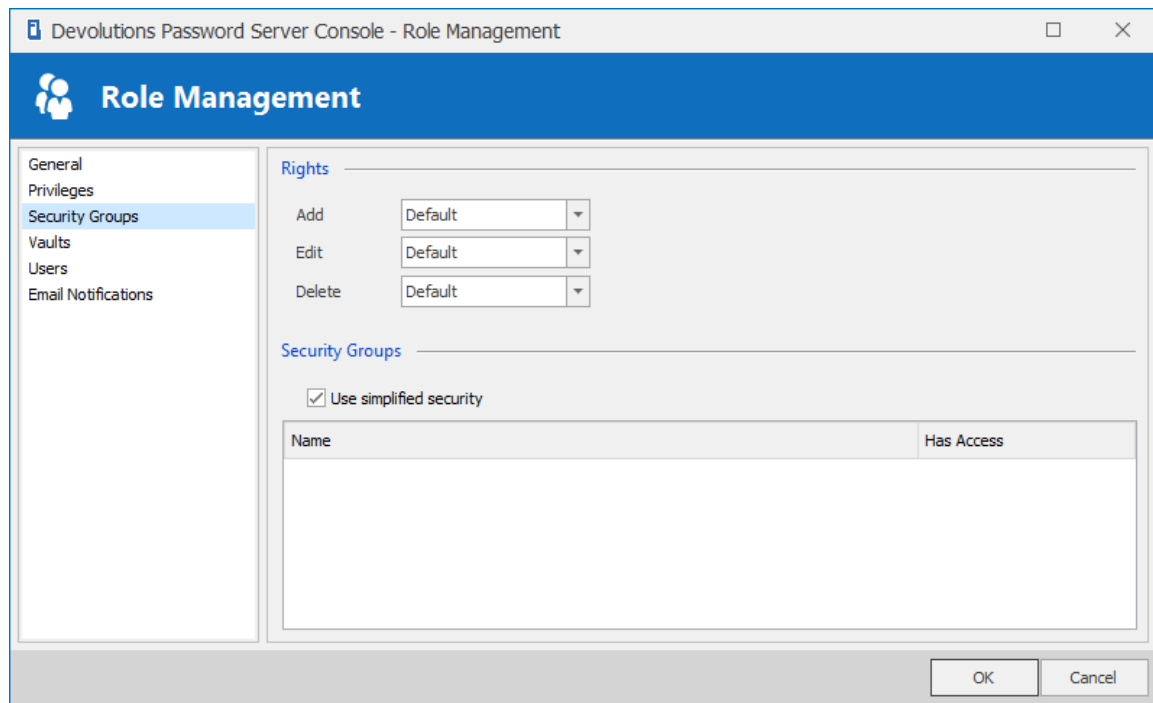 Devolutions Password Server Console - Role Management
Role Management
General
Privileges
Security Groups
Vaults
Users
Email Notifications
Rights
Add Default
Edit Default
Delete Default
Security Groups
Use simplified security
Name Has Access
OK Cancel